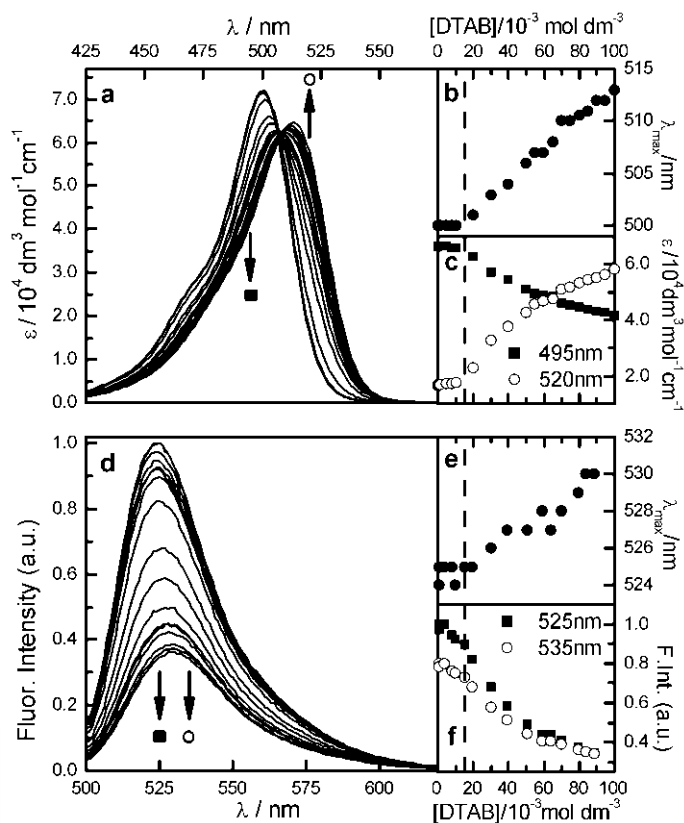 λ / nm
425 450 475 500 525 550
[DTAB]/10⁻³ mol dm⁻³
0 20 40 60 80 100
a
7.0
6.0
5.0
4.0
3.0
2.0
1.0
0.0
ε / 10⁴ dm³ mol⁻¹ cm⁻¹
b
515
510
505
500
λmax/nm
c
6.0
4.0
2.0
ε/10⁴dm³ mol⁻¹cm⁻¹
495nm
520nm
d
1.0
0.8
0.6
0.4
0.2
0.0
Fluor. Intensity (a.u.)
500 525 550 575 600
λ / nm
e
532
530
528
526
524
λmax/nm
525nm
535nm
f
1.0
0.8
0.6
0.4
F.Int. (a.u.)
0 20 40 60 80 100
[DTAB]/10⁻³mol dm⁻³